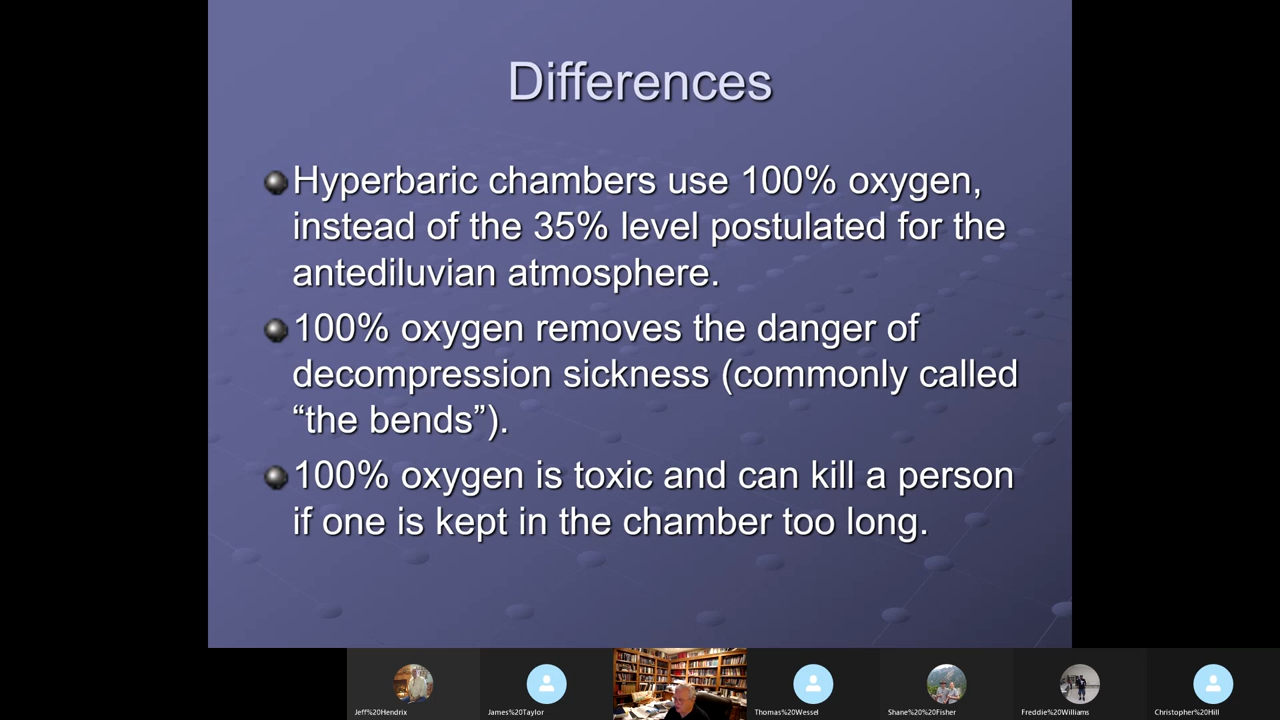 Differences
Hyperbaric chambers use 100% oxygen,
instead of the 35% level postulated for the
antediluvian atmosphere.
100% oxygen removes the danger of
decompression sickness (commonly called
“the bends”).
100% oxygen is toxic and can kill a person
if one is kept in the chamber too long.
Jeff%20Hendrix
James%20Taylor
Thomas%20Wessel
Shane%20%20Fisher
Freddie%20Williams
Christopher%20Hill